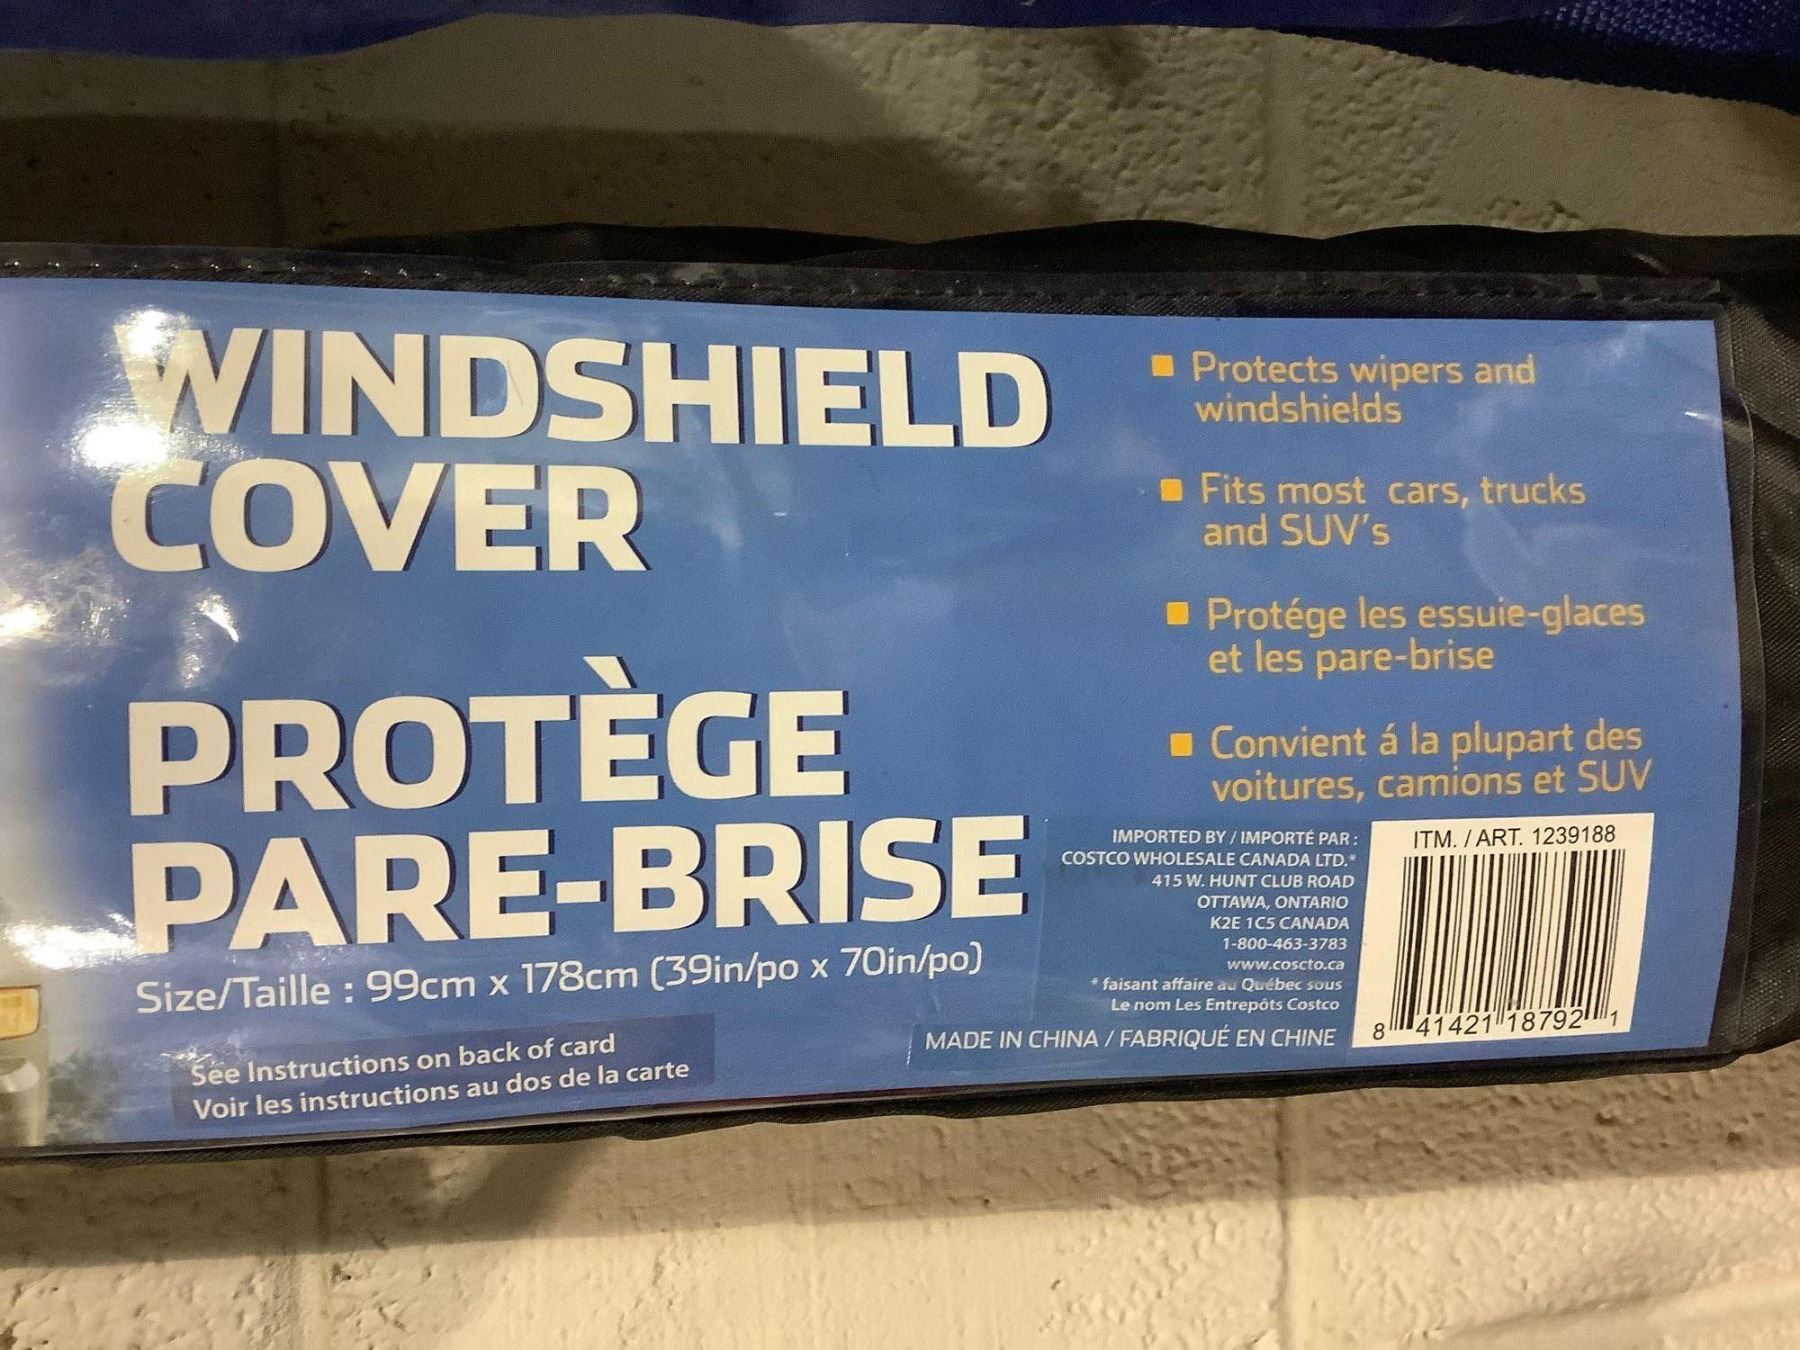 WINDSHIELD
COVER
PROTÈGE
PARE-BRISE
Size/Taille : 99cm x 178cm (39in/po x 70in/po)
See Instructions on back of card
Voir les instructions au dos de la carte
Protects wipers and
windshields
Fits most cars, trucks
and SUV's
Protége les essuie-glaces
et les pare-brise
Convient á la plupart des
voitures, camions et SUV
IMPORTED BY / IMPORTÉ PAR :
COSTCO WHOLESALE CANADA LTD.*
415 W. HUNT CLUB ROAD
OTTAWA, ONTARIO
K2E 1C5 CANADA
1-800-463-3783
www.coscto.ca
* faisant affaire au Québec sous
Le nom Les Entrepôts Costco
MADE IN CHINA / FABRIQUÉ EN CHINE
ITM. / ART. 1239188
8 41421 18792 1